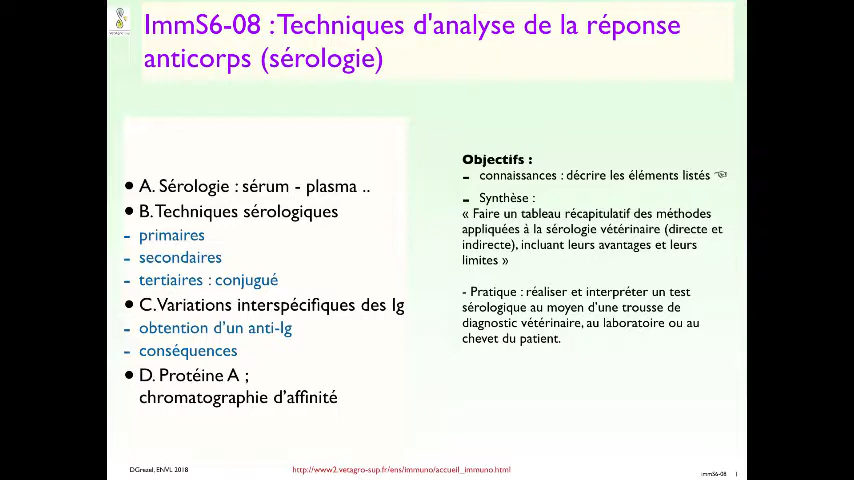 ImmS6-08 : Techniques d'analyse de la réponse
anticorps (sérologie)
● A. Sérologie : sérum - plasma ..
● B. Techniques sérologiques
- primaires
- secondaires
- tertiaires : conjugué
● C. Variations interspécifiques des Ig
- obtention d'un anti-Ig
- conséquences
● D. Protéine A ;
chromatographie d'affinité
Objectifs :
- connaissances : décrire les éléments listés ☜
- Synthèse :
« Faire un tableau récapitulatif des méthodes
appliquées à la sérologie vétérinaire (directe et
indirecte), incluant leurs avantages et leurs
limites »
- Pratique : réaliser et interpréter un test
sérologique au moyen d'une trousse de
diagnostic vétérinaire, au laboratoire ou au
chevet du patient.
DGrezel, ENVL 2018
http://www2.vetagro-sup.fr/ens/immuno/accueil_immuno.html
ImmS6-08 1